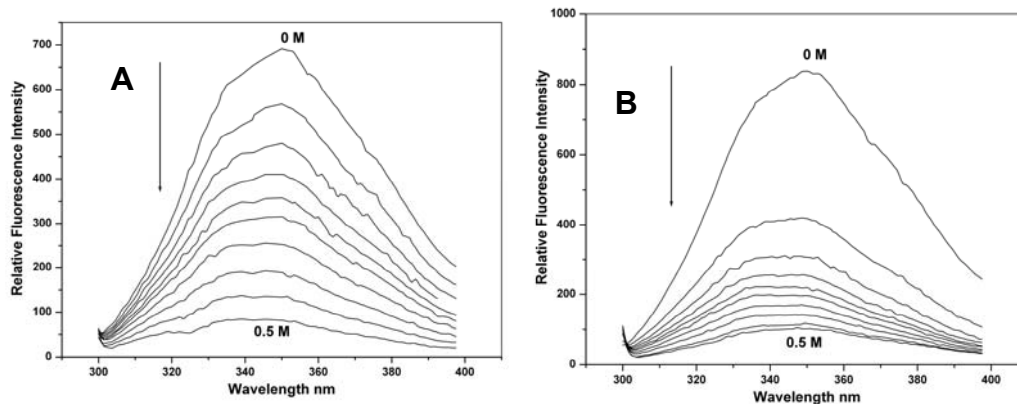 A
0 M
0.5 M
Relative Fluorescence Intensity
700
600
500
400
300
200
100
0
300 320 340 360 380 400
Wavelength nm
B
0 M
0.5 M
Relative Fluorescence Intensity
1000
800
600
400
200
0
300 320 340 360 380 400
Wavelength nm